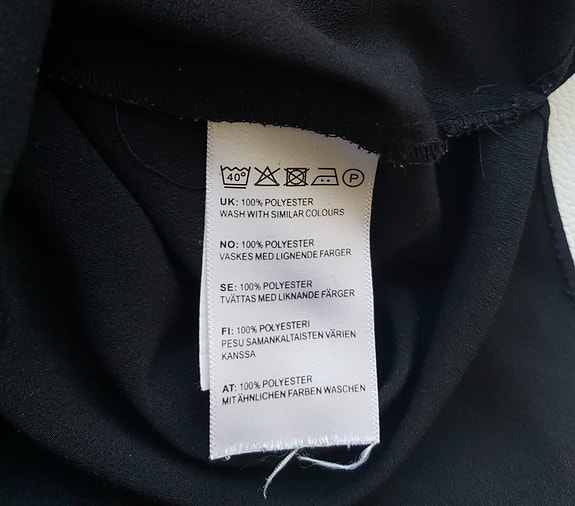 40° P
UK: 100% POLYESTER
WASH WITH SIMILAR COLOURS
NO: 100% POLYESTER
VASKES MED LIGNENDE FARGER
SE: 100% POLYESTER
TVÄTTAS MED LIKNANDE FÄRGER
FI: 100% POLYESTERI
PESU SAMANKALTAISTEN VÄRIEN
KANSSA
AT: 100% POLYESTER
MIT ÄHNLICHEN FARBEN WASCHEN